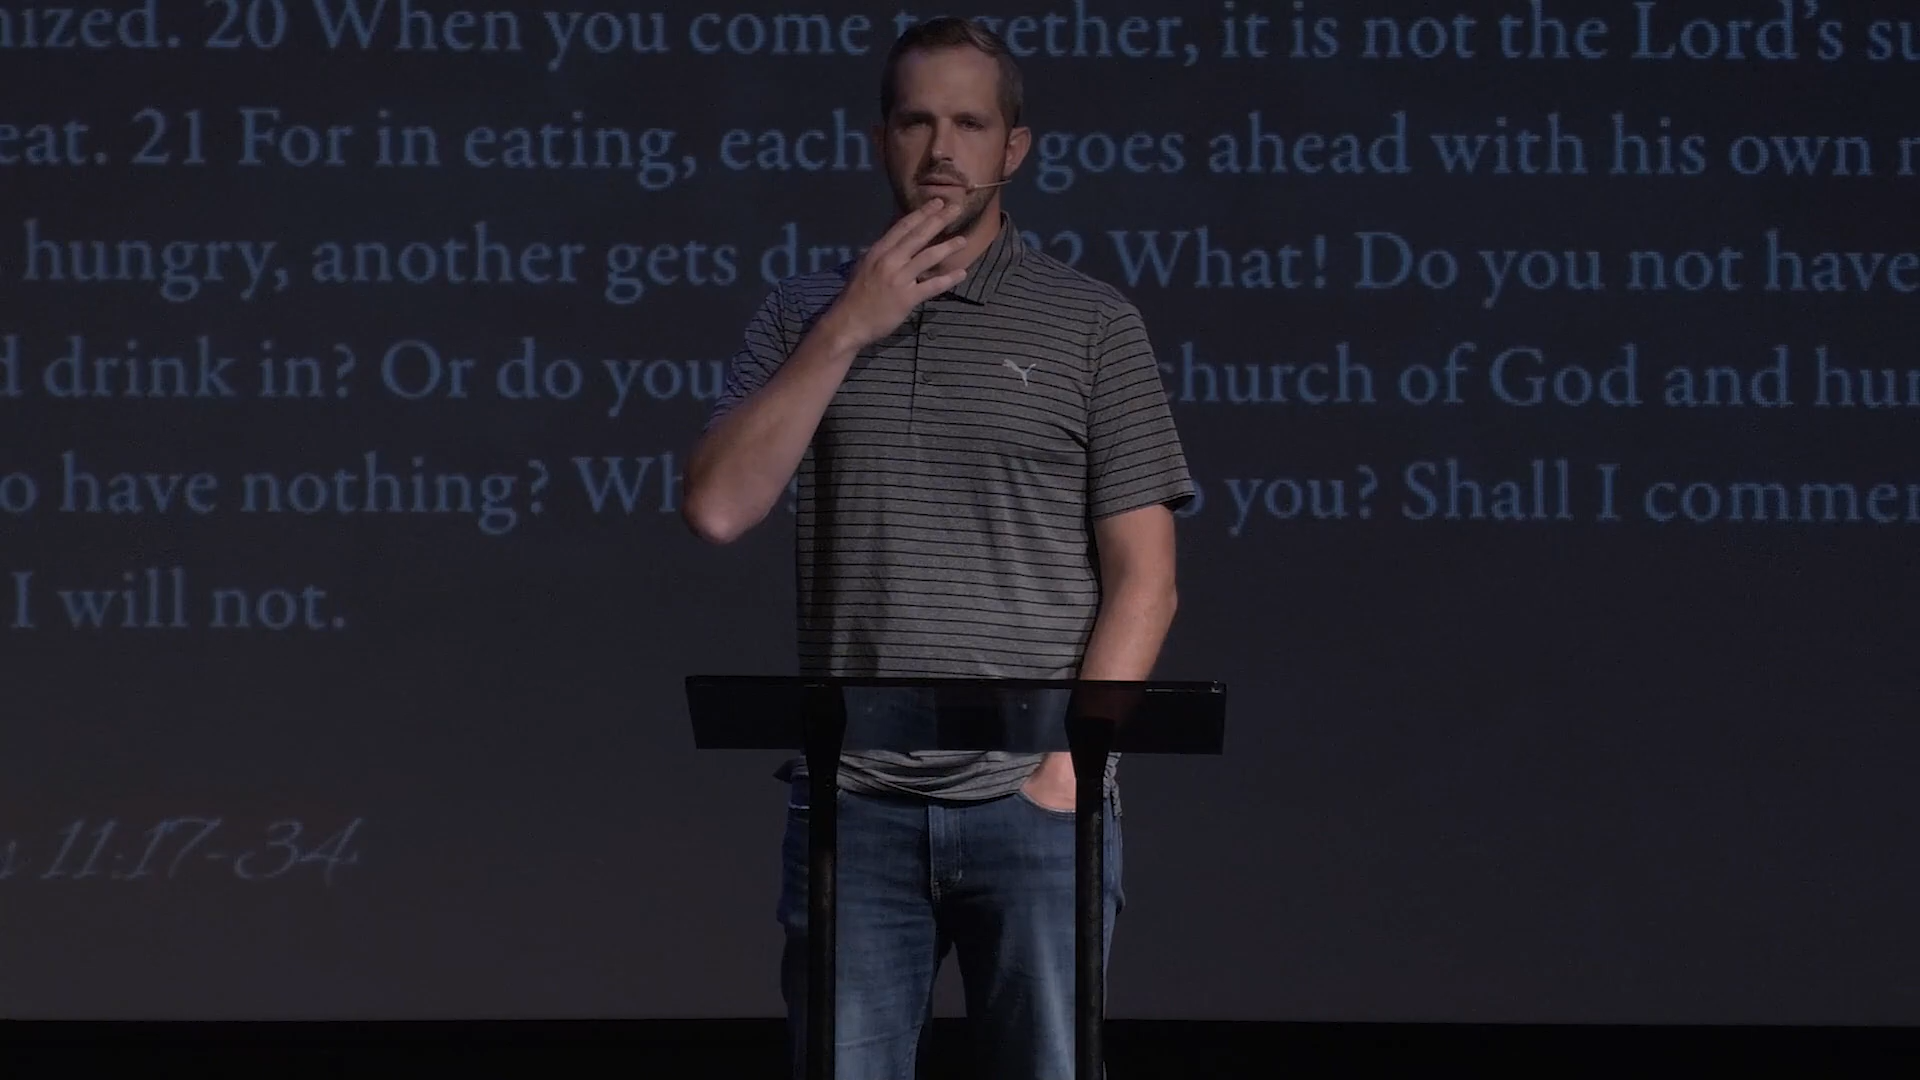 nized. 20 When you come together, it is not the Lord's su
eat. 21 For in eating, each goes ahead with his own
hungry, another gets 22 What! Do you not have
d drink in? Or do you church of God and hu
o have nothing? you? Shall I commen
I will not.
11:17-34